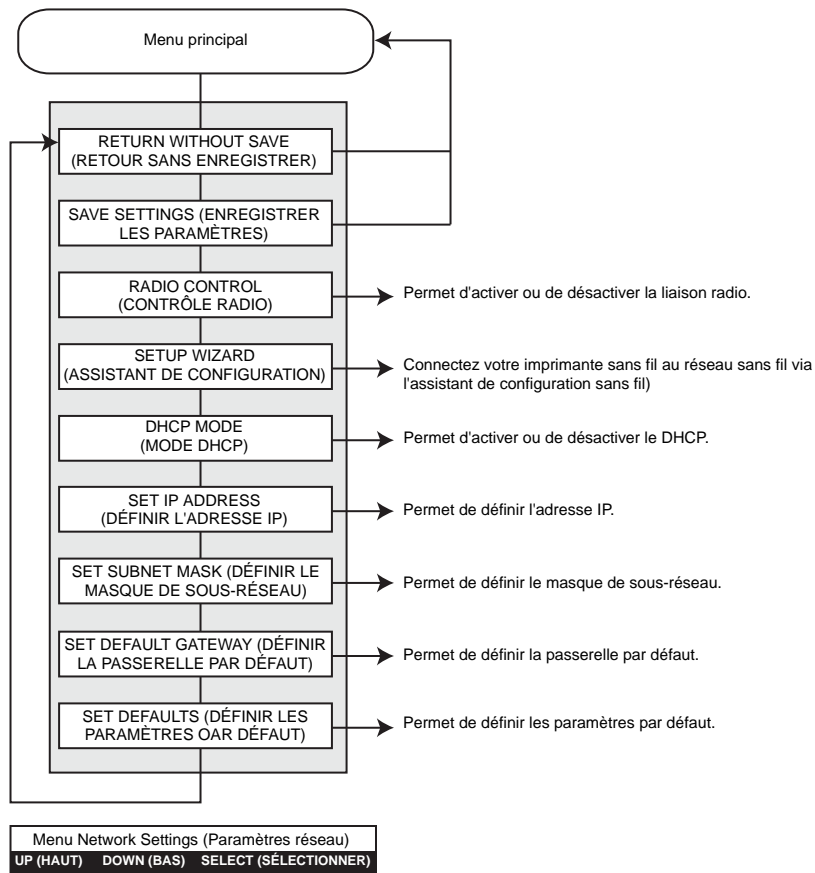 Menu principal
RETURN WITHOUT SAVE
(RETOUR SANS ENREGISTRER)
SAVE SETTINGS (ENREGISTRER
LES PARAMÈTRES)
RADIO CONTROL
(CONTRÔLE RADIO)
Permet d'activer ou de désactiver la liaison radio.
SETUP WIZARD
(ASSISTANT DE CONFIGURATION)
Connectez votre imprimante sans fil au réseau sans fil via
l'assistant de configuration sans fil)
DHCP MODE
(MODE DHCP)
Permet d'activer ou de désactiver le DHCP.
SET IP ADDRESS
(DÉFINIR L'ADRESSE IP)
Permet de définir l'adresse IP.
SET SUBNET MASK (DÉFINIR LE
MASQUE DE SOUS-RÉSEAU)
Permet de définir le masque de sous-réseau.
SET DEFAULT GATEWAY (DÉFINIR
LA PASSERELLE PAR DÉFAUT)
Permet de définir la passerelle par défaut.
SET DEFAULTS (DÉFINIR LES
PARAMÈTRES OAR DÉFAUT)
Permet de définir les paramètres par défaut.
Menu Network Settings (Paramètres réseau)
UP (HAUT) DOWN (BAS) SELECT (SÉLECTIONNER)